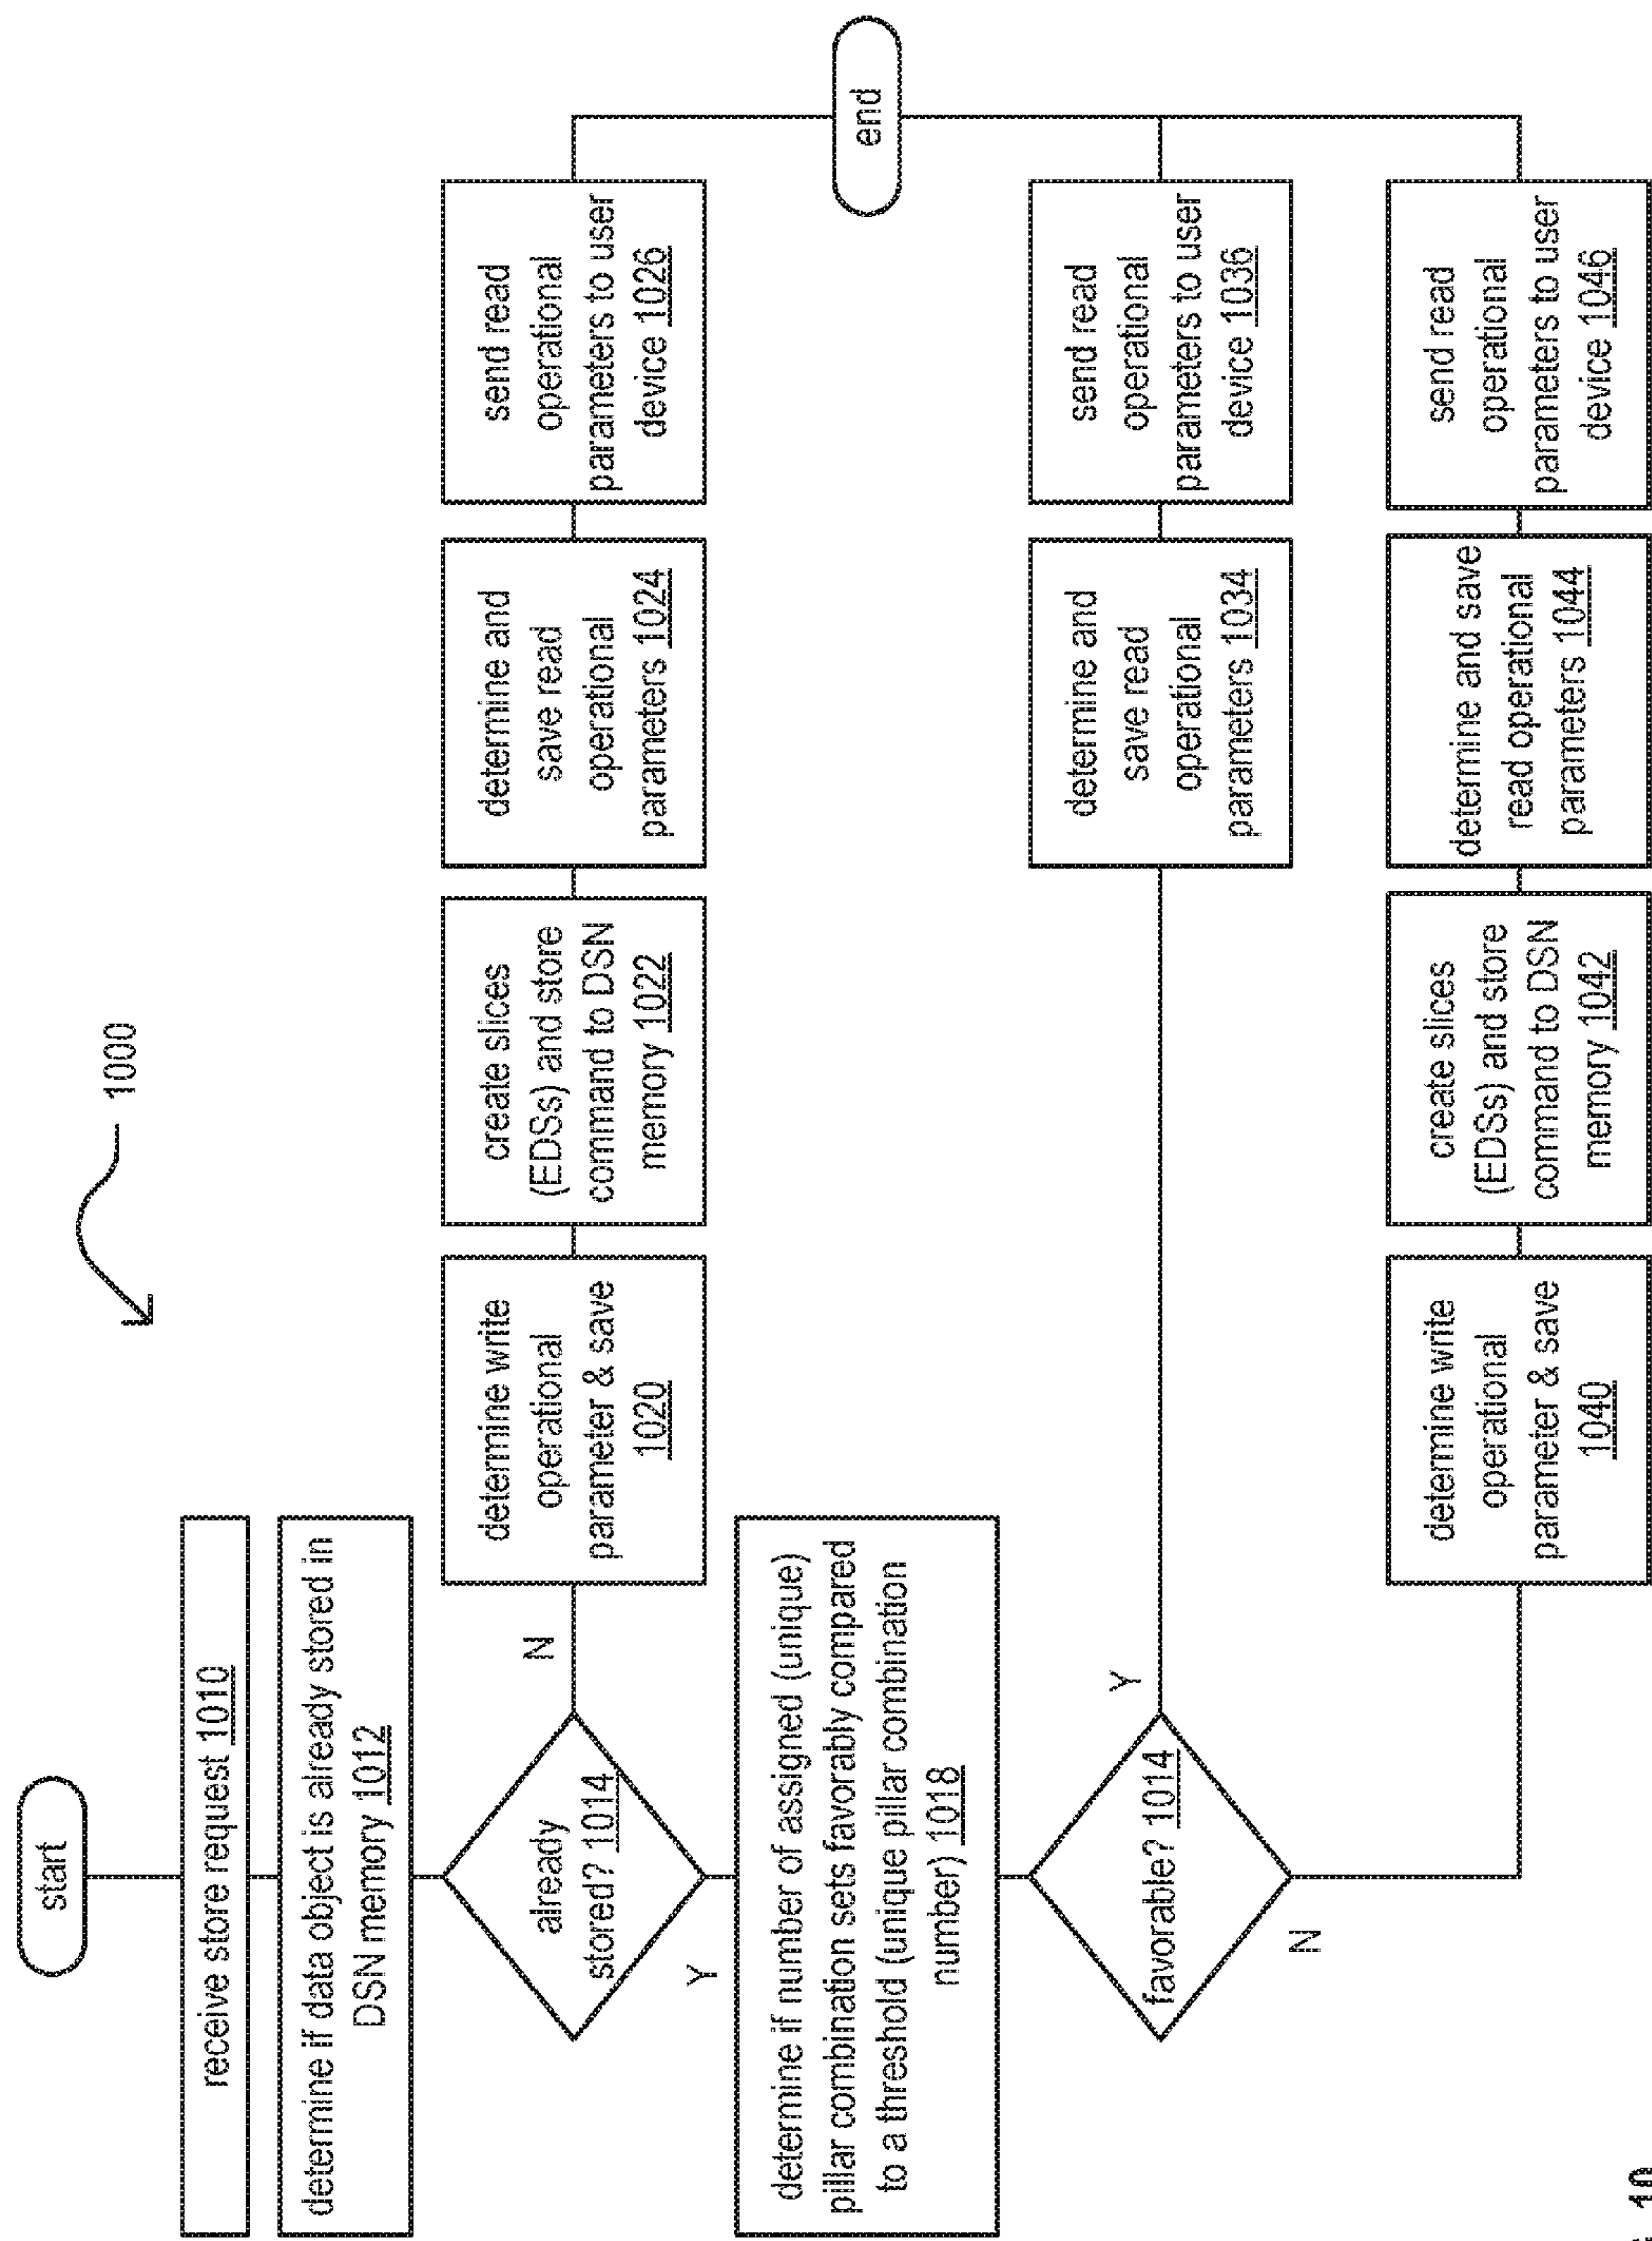 1000
start
receive store request 1010
determine if data object is already stored in
DSN memory 1012
already
stored? 1014
N
Y
determine write
operational
parameter & save
1020
create slices
(EDSs) and store
command to DSN
memory 1022
determine and
save read
operational
parameters 1024
send read
operational
parameters to user
device 1026
determine if number of assigned (unique)
pillar combination sets favorably compared
to a threshold (unique pillar combination
number) 1018
favorable? 1014
Y
N
determine and
save read
operational
parameters 1034
send read
operational
parameters to user
device 1036
end
determine write
operational
parameter & save
1040
create slices
(EDSs) and store
command to DSN
memory 1042
determine and save
read operational
parameters 1044
send read
operational
parameters to user
device 1046